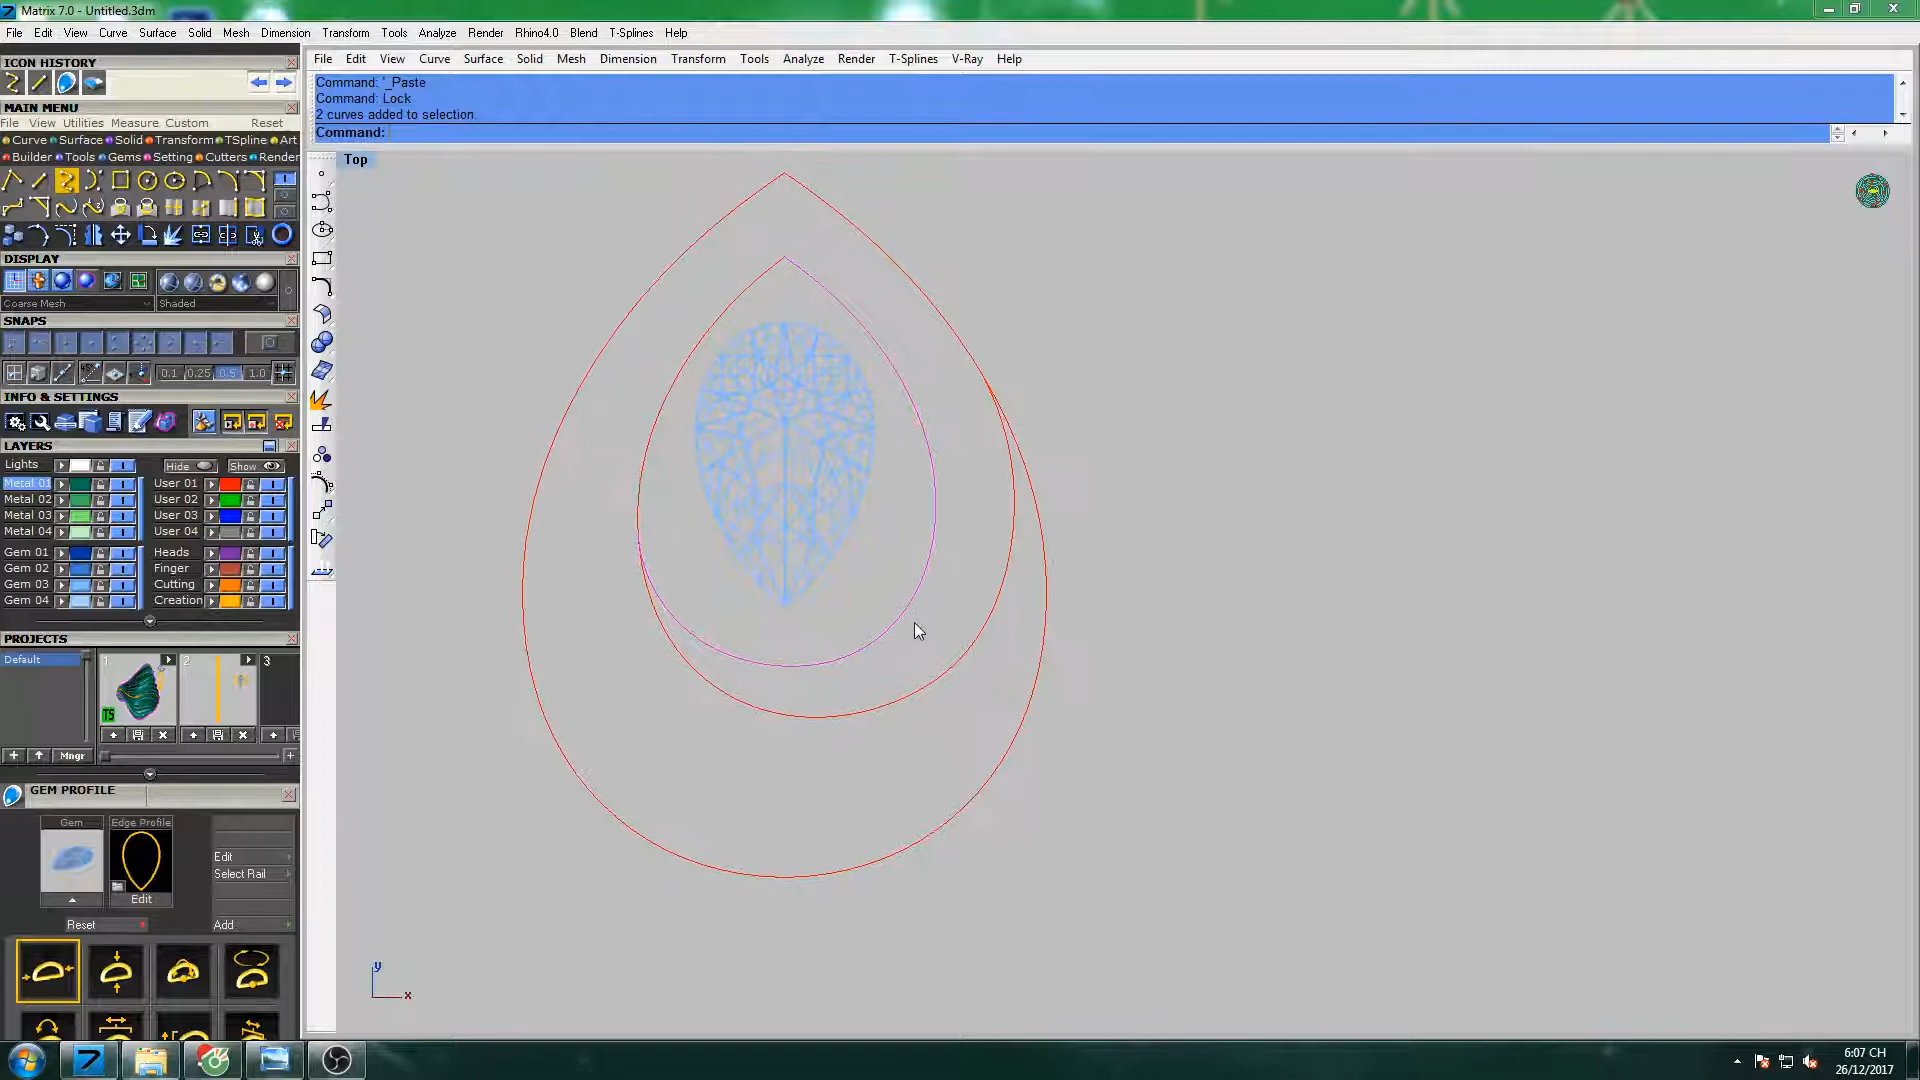 Matrix 7.0 - Untitled.3dm
File Edit View Curve Surface Solid Mesh Dimension Transform Tools Analyze Render Rhino4.0 Blend T-Splines Help
ICON HISTORY
MAIN MENU
File View Utilities Measure Custom Reset
Curve Surface Solid Transform TSpline Art
Builder Tools Gems Setting Cutters Render
DISPLAY
Coarse Mesh Shaded
SNAPS
0.1 0.25 0.5 1.0
INFO & SETTINGS
LAYERS
Lights Hide Show
Metal 01 User 01
Metal 02 User 02
Metal 03 User 03
Metal 04 User 04
Gem 01 Heads
Gem 02 Finger
Gem 03 Cutting
Gem 04 Creation
PROJECTS
Default 1 2 3
TS
Mngr
GEM PROFILE
Gem Edge Profile
Edit
Select Rail
Edit
Reset Add
File Edit View Curve Surface Solid Mesh Dimension Transform Tools Analyze Render T-Splines V-Ray Help
Command: '_Paste
Command: Lock
2 curves added to selection.
Command:
Top
y
x
6:07 CH
26/12/2017